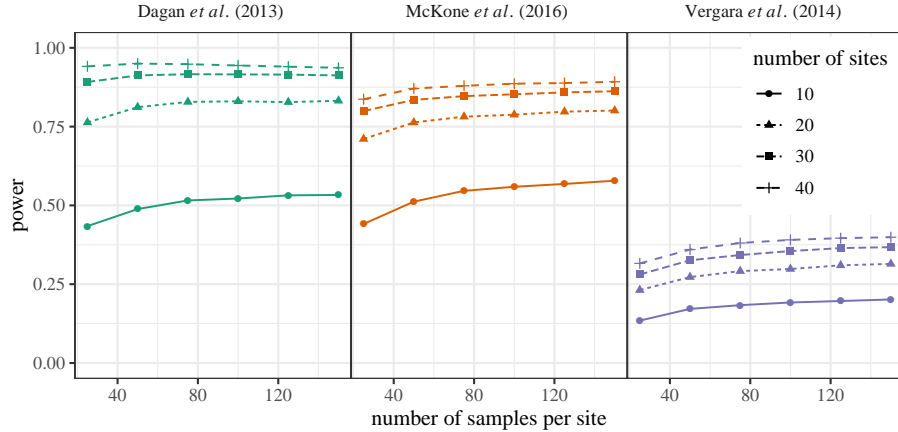 Dagan et al. (2013)
McKone et al. (2016)
Vergara et al. (2014)
1.00
0.75
0.50
0.25
0.00
power
number of sites
10
20
30
40
40 80 120
40 80 120
40 80 120
number of samples per site